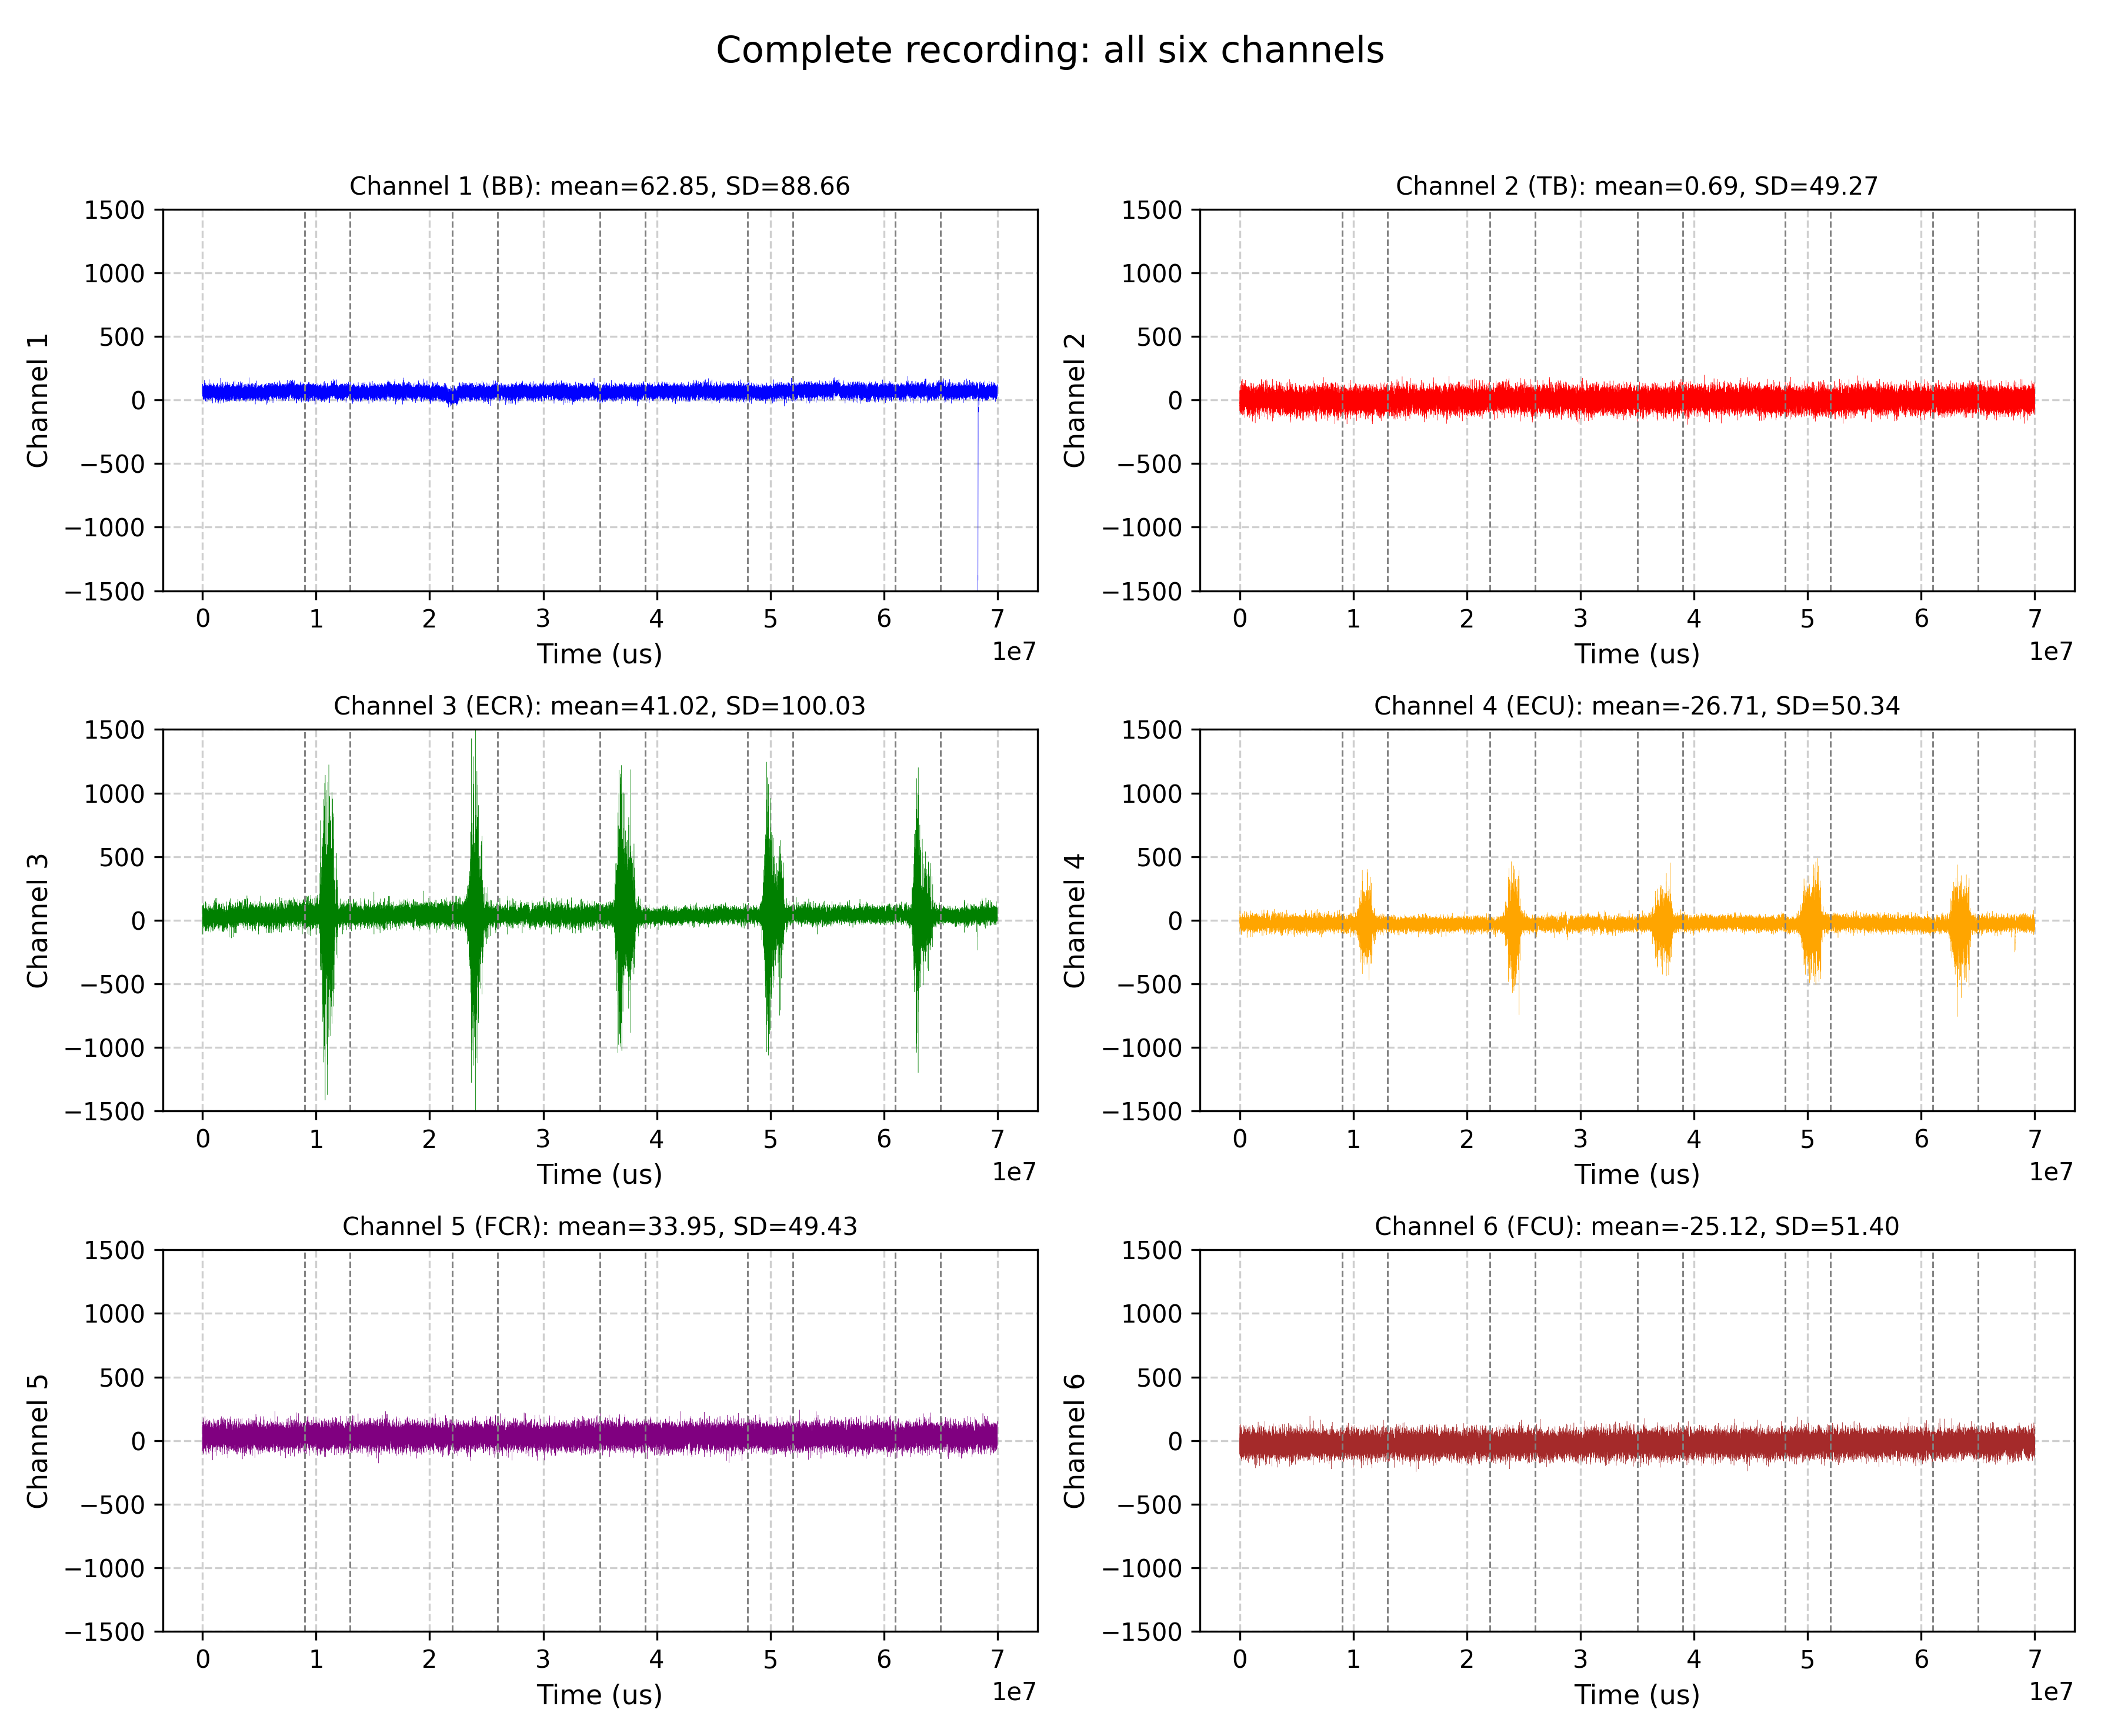 Complete recording: all six channels
Channel 1 (BB): mean=62.85, SD=88.66
1500
1000
500
0
−500
−1000
−1500
Channel 1
0 1 2 3 4 5 6 7
1e7
Time (us)
Channel 2 (TB): mean=0.69, SD=49.27
1500
1000
500
0
−500
−1000
−1500
Channel 2
0 1 2 3 4 5 6 7
1e7
Time (us)
Channel 3 (ECR): mean=41.02, SD=100.03
1500
1000
500
0
−500
−1000
−1500
Channel 3
0 1 2 3 4 5 6 7
1e7
Time (us)
Channel 4 (ECU): mean=-26.71, SD=50.34
1500
1000
500
0
−500
−1000
−1500
Channel 4
0 1 2 3 4 5 6 7
1e7
Time (us)
Channel 5 (FCR): mean=33.95, SD=49.43
1500
1000
500
0
−500
−1000
−1500
Channel 5
0 1 2 3 4 5 6 7
1e7
Time (us)
Channel 6 (FCU): mean=-25.12, SD=51.40
1500
1000
500
0
−500
−1000
−1500
Channel 6
0 1 2 3 4 5 6 7
1e7
Time (us)